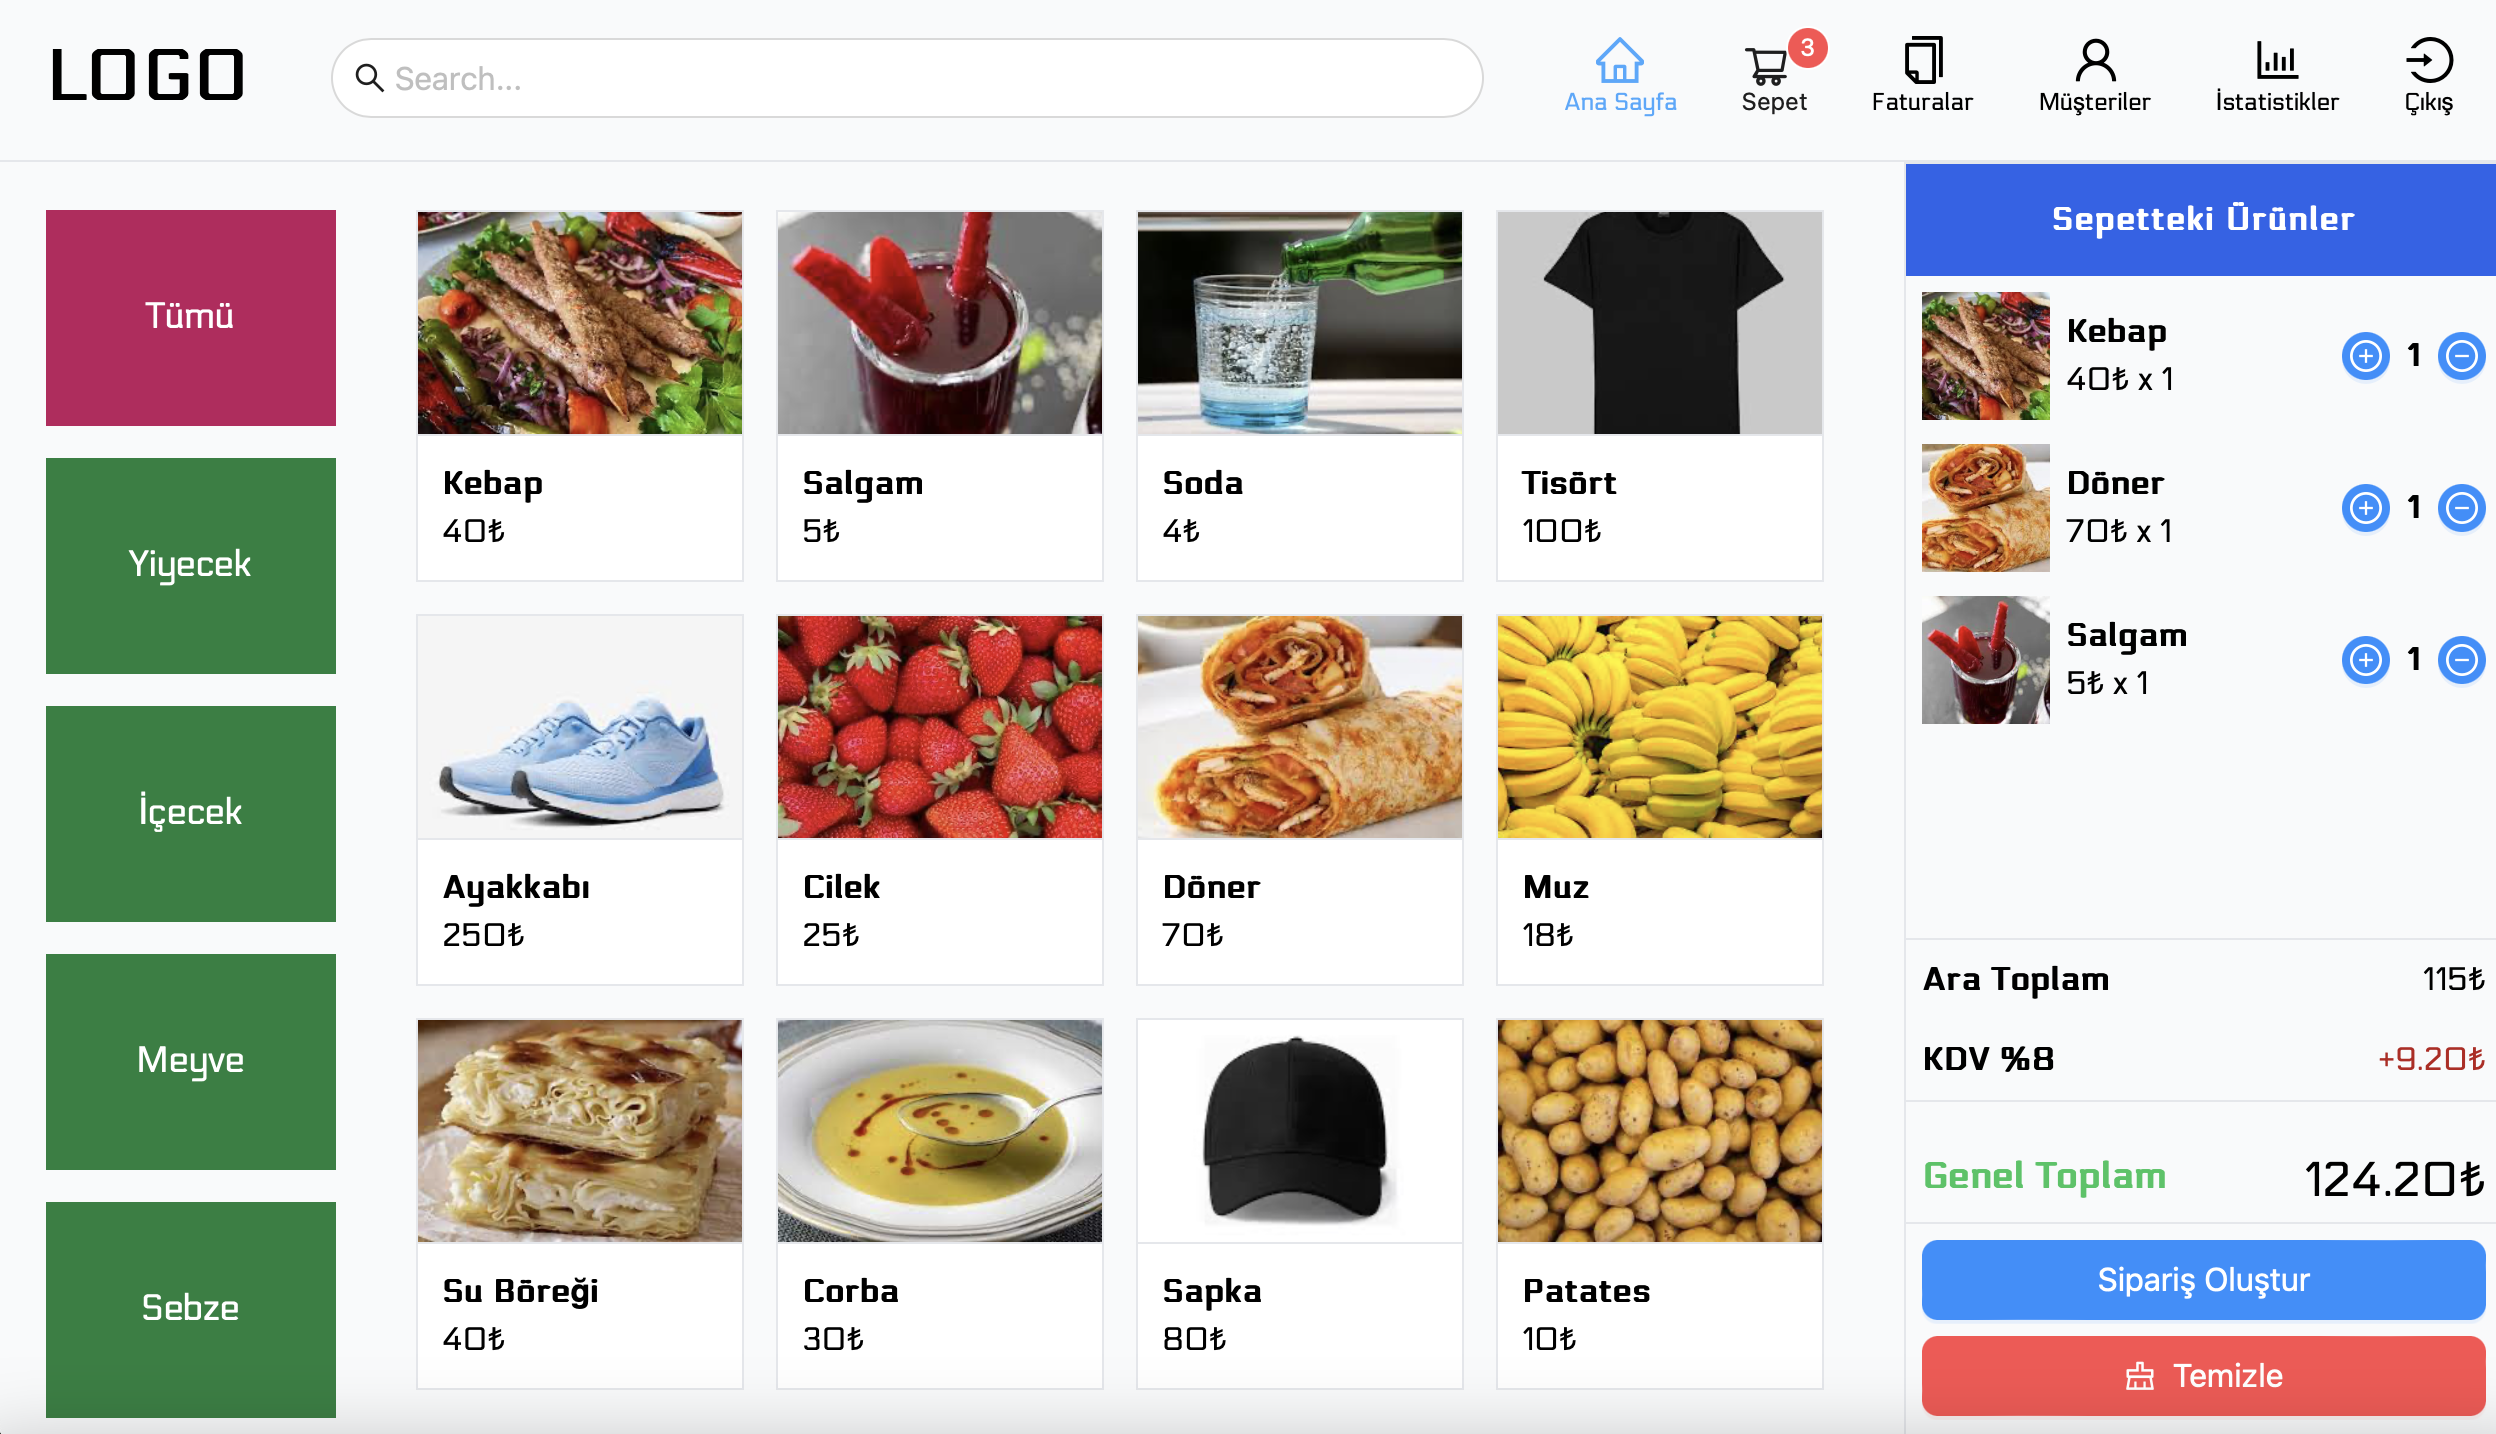 LOGO
Search...
Ana Sayfa
Sepet
3
Faturalar
Müşteriler
İstatistikler
Çıkış
Tümü
Yiyecek
İçecek
Meyve
Sebze
Kebap
40₺
Salgam
5₺
Soda
4₺
Tisört
100₺
Ayakkabı
250₺
Cilek
25₺
Döner
70₺
Muz
18₺
Su Böreği
40₺
Corba
30₺
Sapka
80₺
Patates
10₺
Sepetteki Ürünler
Kebap
40₺ x 1
1
Döner
70₺ x 1
1
Salgam
5₺ x 1
1
Ara Toplam 115₺
KDV %8 +9.20₺
Genel Toplam 124.20₺
Sipariş Oluştur
Temizle